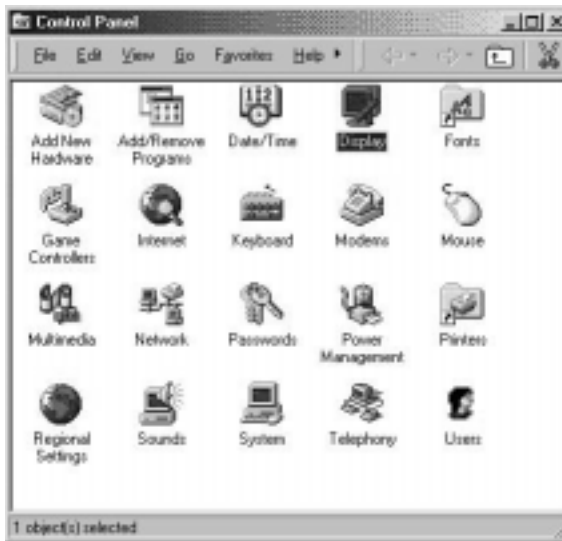 Control Panel
File Edit View Go Favorites Help
Add New Hardware
Add/Remove Programs
Date/Time
Display
Fonts
Game Controllers
Internet
Keyboard
Modems
Mouse
Multimedia
Network
Passwords
Power Management
Printers
Regional Settings
Sounds
System
Telephony
Users
1 object(s) selected